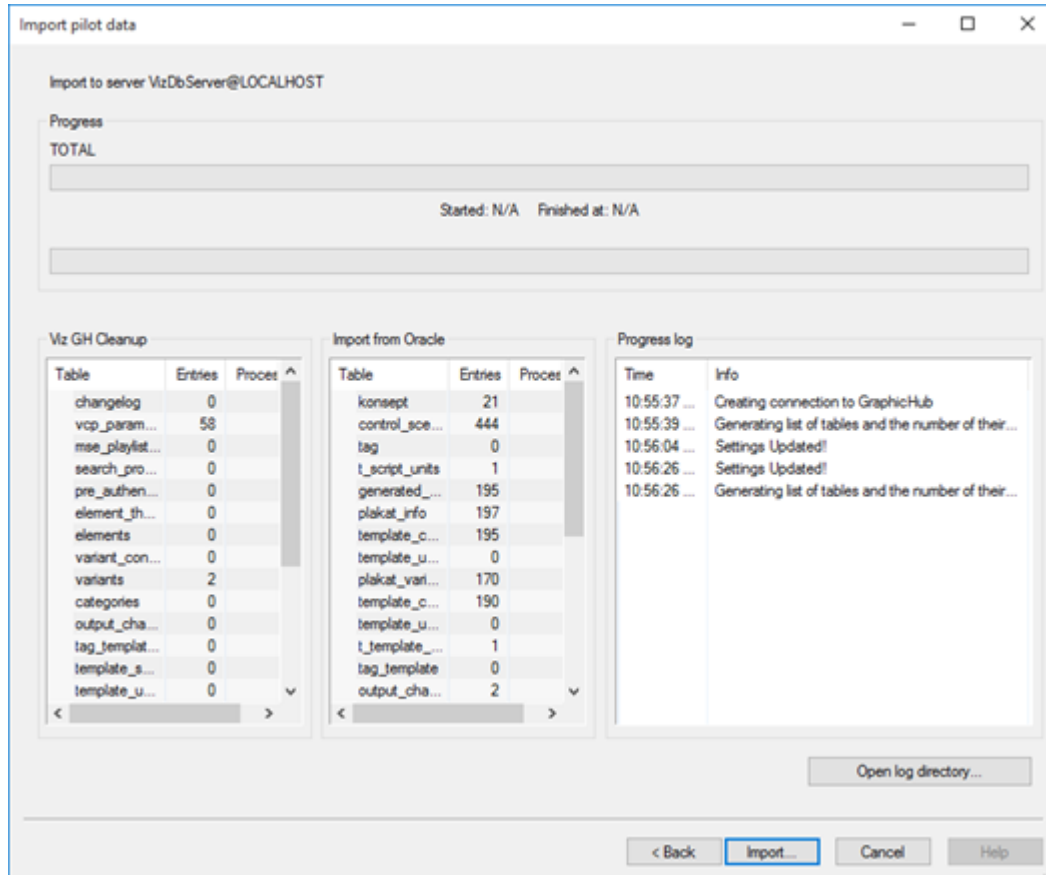 Import pilot data
Import to server VizDbServer@LOCALHOST
Progress
TOTAL
Started: N/A Finished at: N/A
Viz GH Cleanup
Table Entries Proces
changelog 0
vcp_param... 58
mse_playlist... 0
search_pro... 0
pre_authen... 0
element_th... 0
elements 0
variant_con... 0
variants 2
categories 0
output_cha... 0
tag_templat... 0
template_s... 0
template_u... 0
Import from Oracle
Table Entries Proces
konsept 21
control_sce... 444
tag 0
t_script_units 1
generated_... 195
plakat_info 197
template_c... 195
template_u... 0
plakat_vari... 170
template_c... 190
template_u... 0
t_template_... 1
tag_template 0
output_cha... 2
Progress log
Time Info
10:55:37 ... Creating connection to GraphicHub
10:55:39 ... Generating list of tables and the number of their...
10:56:04 ... Settings Updated!
10:56:26 ... Settings Updated!
10:56:26 ... Generating list of tables and the number of their...
Open log directory...
< Back Import... Cancel Help